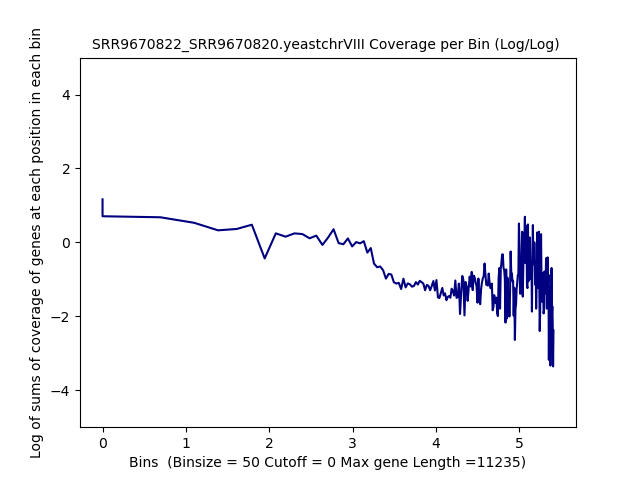 SRR9670822_SRR9670820.yeastchrVIII Coverage per Bin (Log/Log)
Log of sums of coverage of genes at each position in each bin
4
2
0
−2
−4
0 1 2 3 4 5
Bins  (Binsize = 50 Cutoff = 0 Max gene Length =11235)